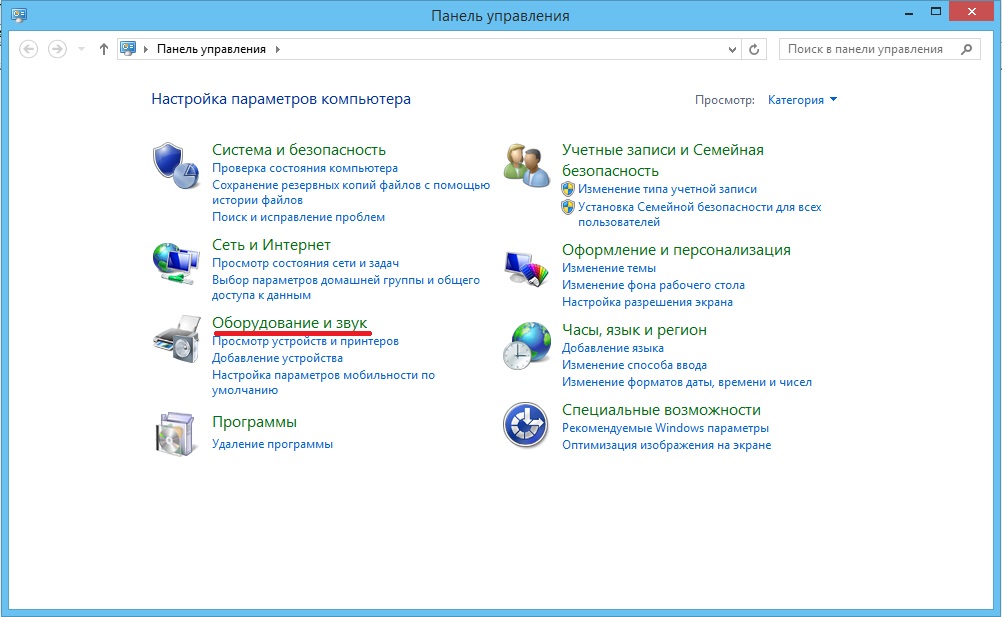 Панель управления
Панель управления
Поиск в панели управления
Настройка параметров компьютера
Просмотр: Категория
Система и безопасность
Проверка состояния компьютера
Сохранение резервных копий файлов с помощью
истории файлов
Поиск и исправление проблем
Сеть и Интернет
Просмотр состояния сети и задач
Выбор параметров домашней группы и общего
доступа к данным
Оборудование и звук
Просмотр устройств и принтеров
Добавление устройства
Настройка параметров мобильности по
умолчанию
Программы
Удаление программы
Учетные записи и Семейная
безопасность
Изменение типа учетной записи
Установка Семейной безопасности для всех
пользователей
Оформление и персонализация
Изменение темы
Изменение фона рабочего стола
Настройка разрешения экрана
Часы, язык и регион
Добавление языка
Изменение способа ввода
Изменение форматов даты, времени и чисел
Специальные возможности
Рекомендуемые Windows параметры
Оптимизация изображения на экране